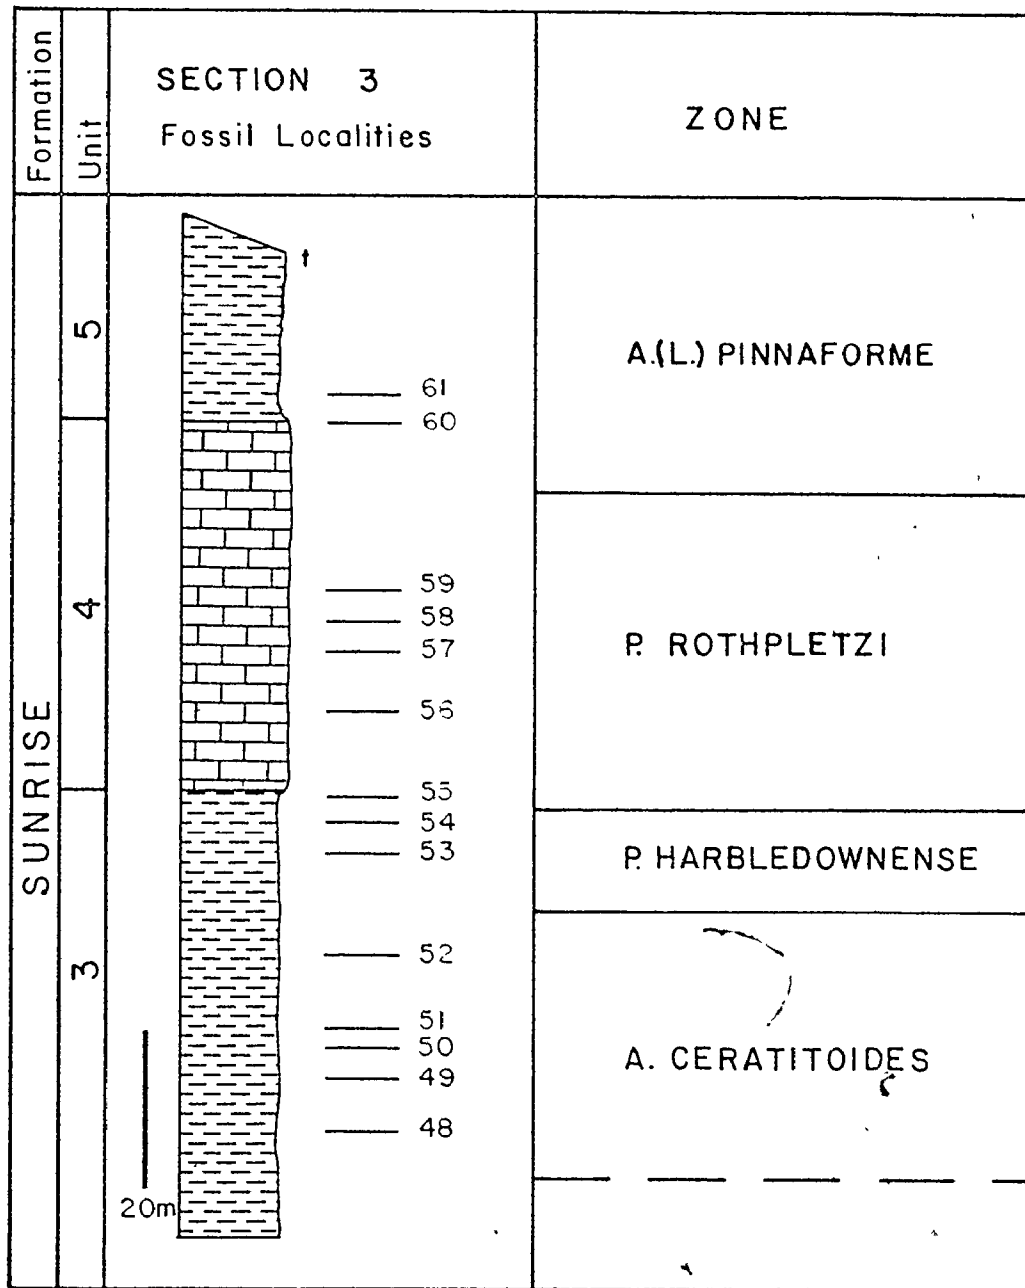 Formation
Unit
SECTION 3
Fossil Localities
ZONE
SUNRISE
5
4
3
t
61
60
59
58
57
56
55
54
53
52
51
50
49
48
20m
A.(L.) PINNAFORME
P. ROTHPLETZI
P. HARBLEDOWNENSE
A. CERATITOIDES